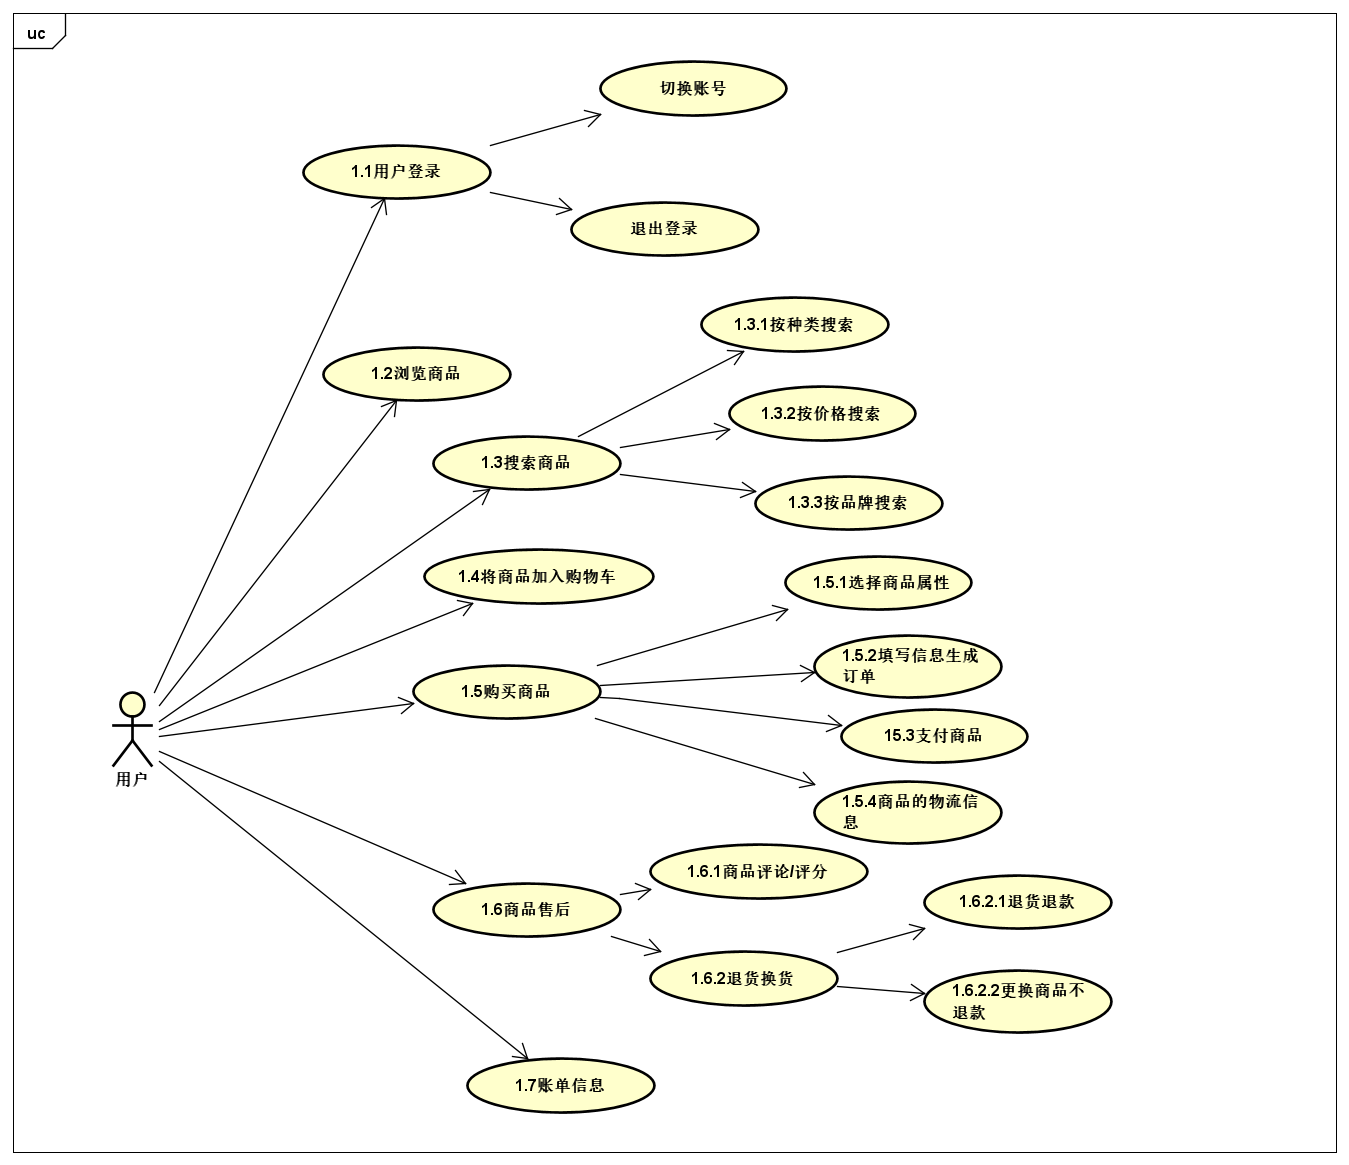 uc
切换账号
1.1用户登录
退出登录
1.3.1按种类搜索
1.2浏览商品
1.3.2按价格搜索
1.3搜索商品
1.3.3按品牌搜索
1.4将商品加入购物车
1.5.1选择商品属性
1.5.2填写信息生成
订单
1.5购买商品
15.3支付商品
用户
1.5.4商品的物流信
息
1.6.1商品评论/评分
1.6商品售后
1.6.2.1退货退款
1.6.2退货换货
1.6.2.2更换商品不
退款
1.7账单信息